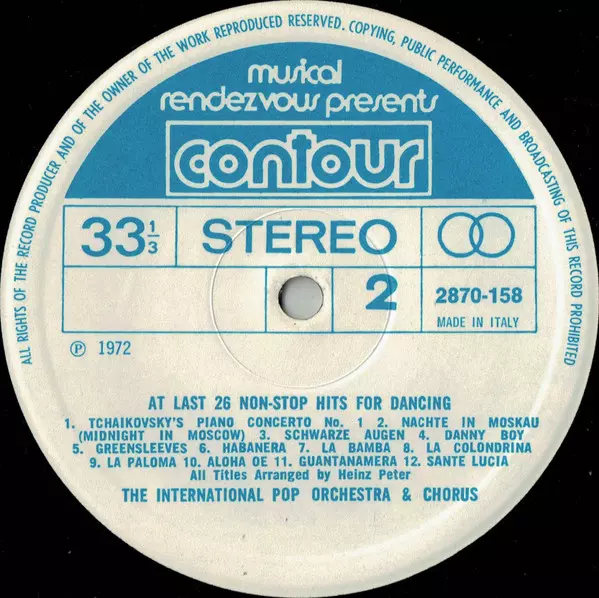 ALL RIGHTS OF THE RECORD PRODUCER AND OF THE OWNER OF THE WORK REPRODUCED RESERVED. COPYING, PUBLIC PERFORMANCE AND BROADCASTING OF THIS RECORD PROHIBITED
musical
rendezvous presents
contour
33 1/3 STEREO
2 2870-158
MADE IN ITALY
℗ 1972
AT LAST 26 NON-STOP HITS FOR DANCING
1. TCHAIKOVSKY'S PIANO CONCERTO No. 1 2. NACHTE IN MOSKAU
(MIDNIGHT IN MOSCOW) 3. SCHWARZE AUGEN 4. DANNY BOY
5. GREENSLEEVES 6. HABANERA 7. LA BAMBA 8. LA COLONDRINA
9. LA PALOMA 10. ALOHA OE 11. GUANTANAMERA 12. SANTE LUCIA
All Titles Arranged by Heinz Peter
THE INTERNATIONAL POP ORCHESTRA & CHORUS